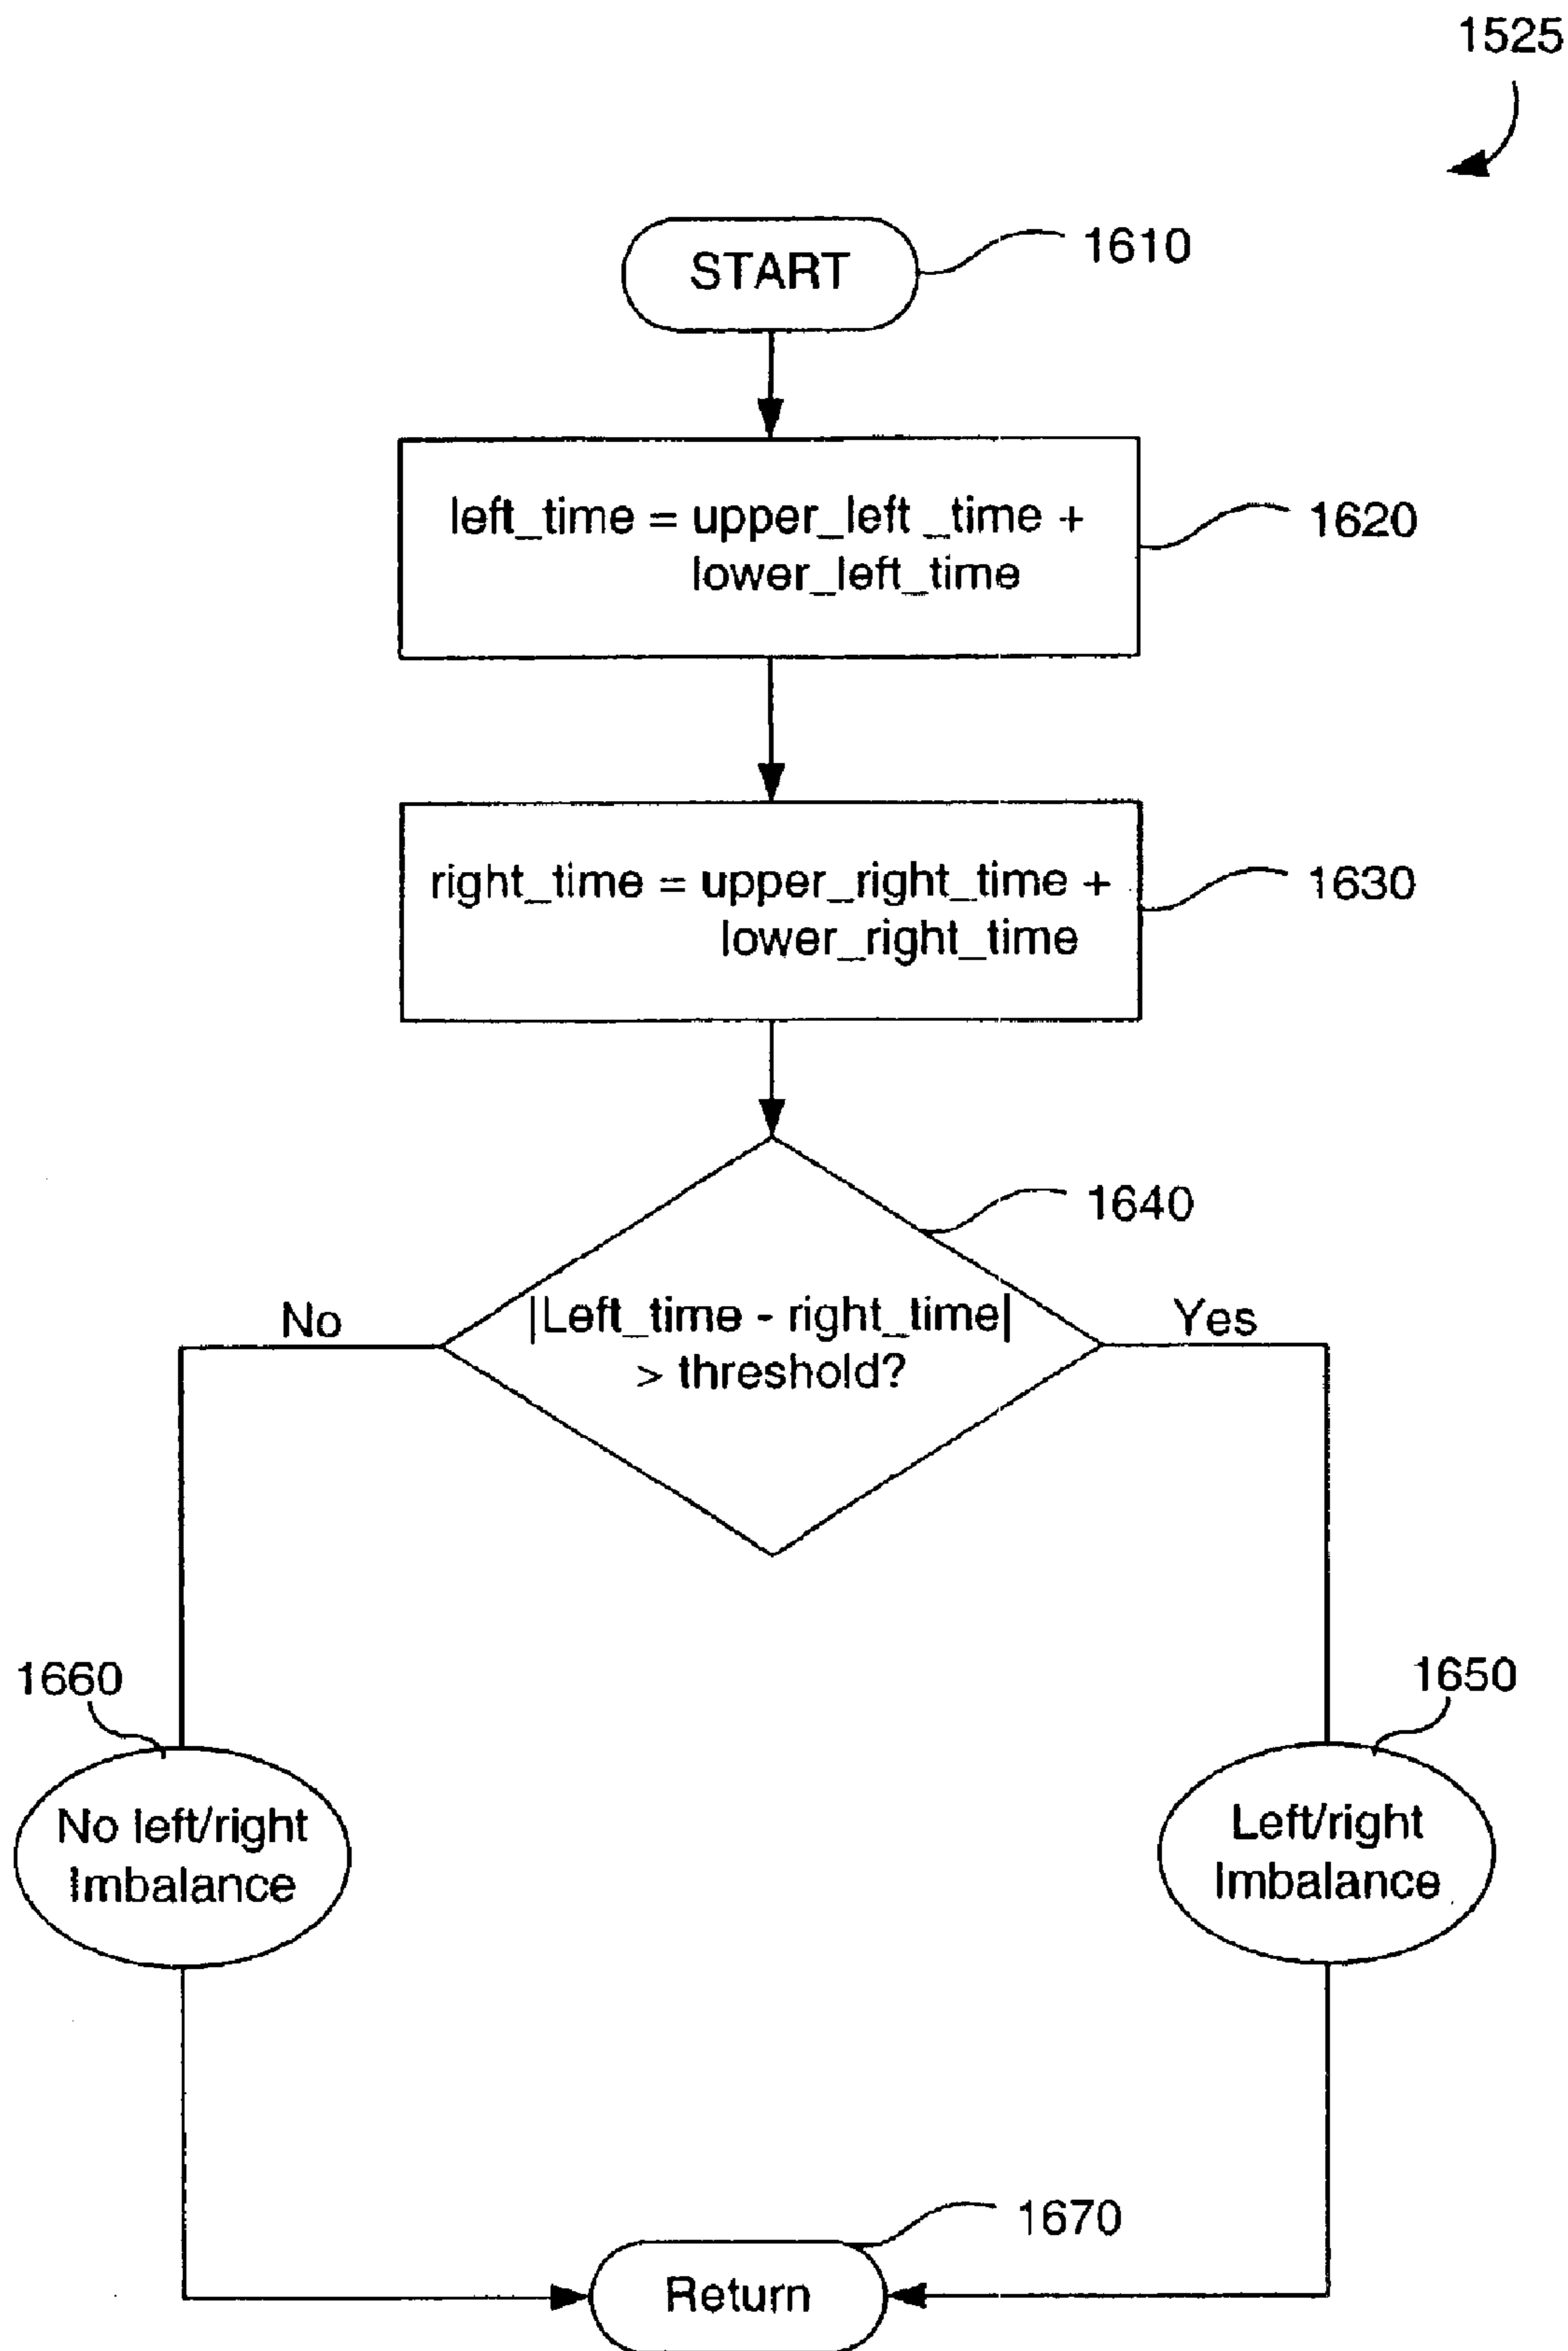 1525
START
1610
left_time = upper_left _time +
lower_left_time
1620
right_time = upper_right_time +
lower_right_time
1630
1640
|Left_time - right_time|
> threshold?
No
Yes
1660
1650
No left/right
Imbalance
Left/right
Imbalance
1670
Return